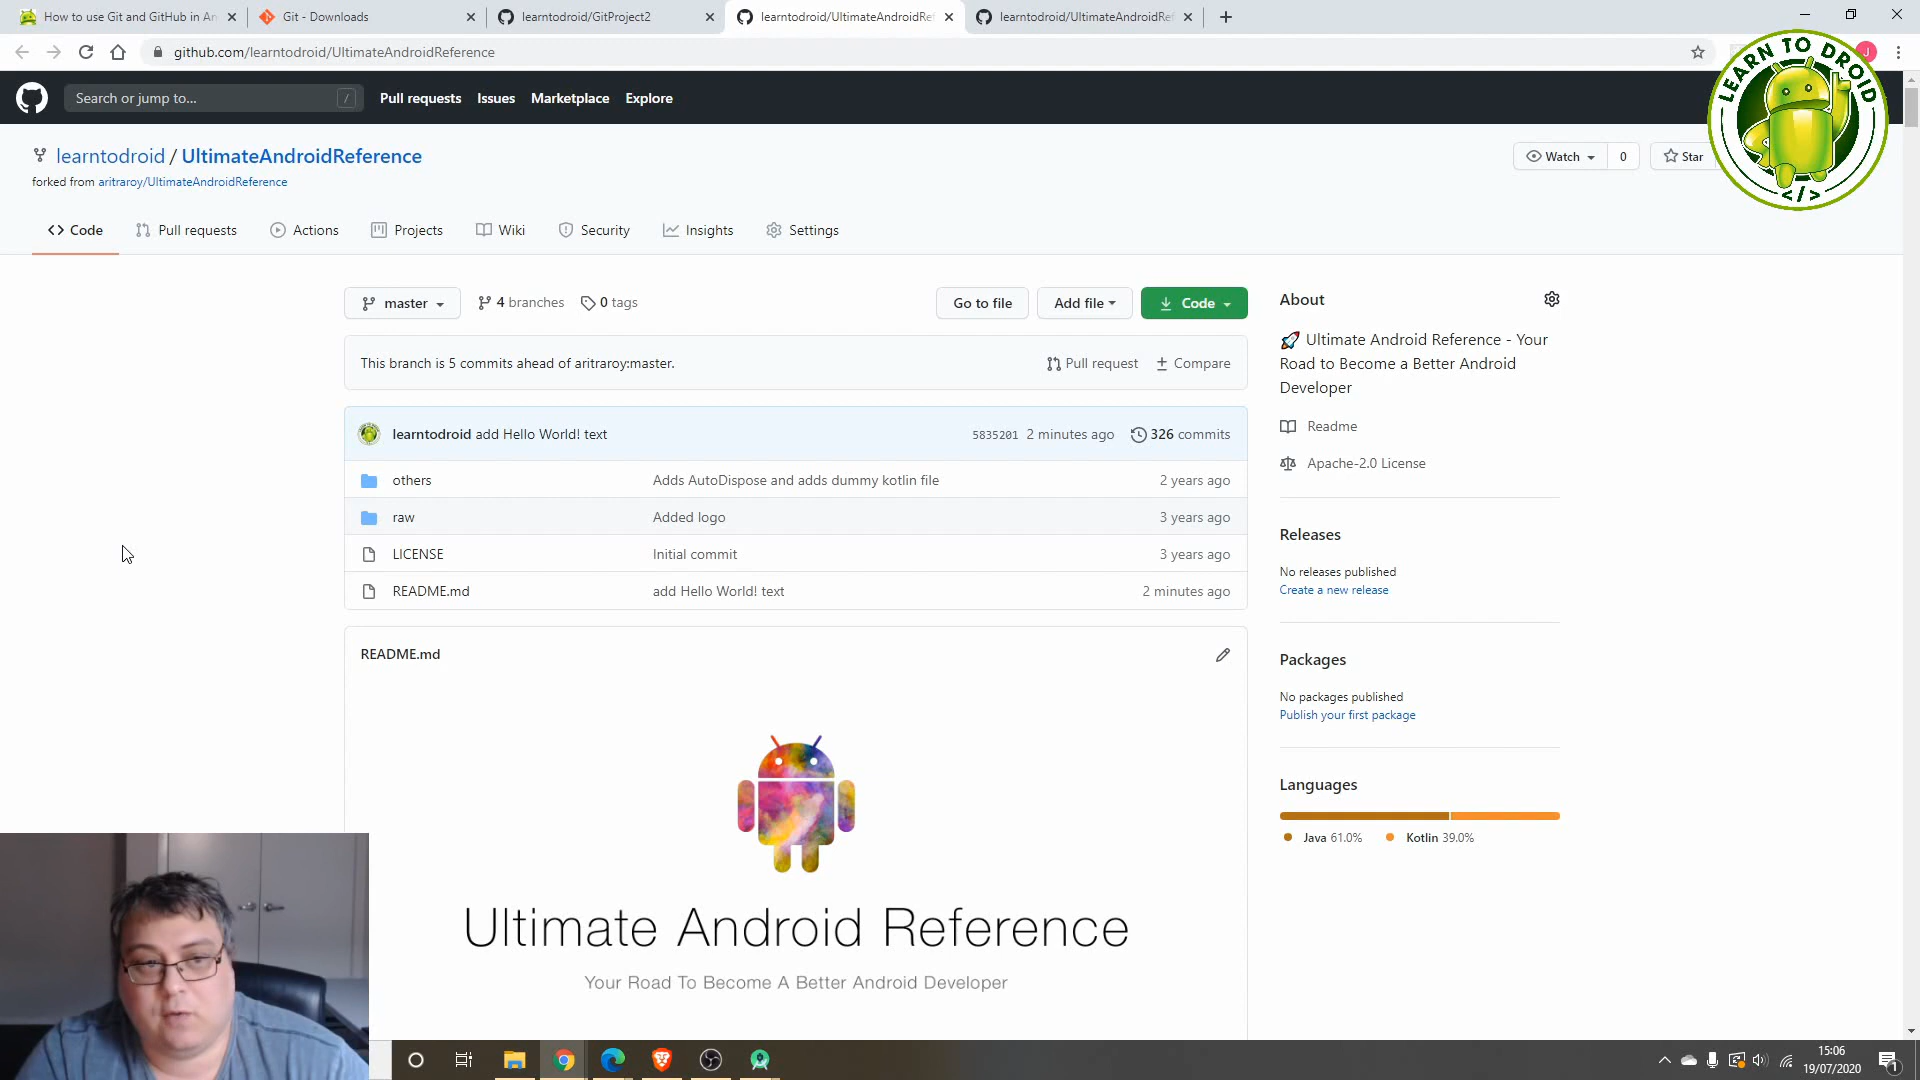 How to use Git and GitHub in An
Git - Downloads
learntodroid/GitProject2
learntodroid/UltimateAndroidRef
learntodroid/UltimateAndroidRef
github.com/learntodroid/UltimateAndroidReference
J
LEARN TO DROID
</>
Search or jump to...
/
Pull requests
Issues
Marketplace
Explore
learntodroid / UltimateAndroidReference
forked from aritraroy/UltimateAndroidReference
Watch
0
Star
Code
Pull requests
Actions
Projects
Wiki
Security
Insights
Settings
master
4 branches
0 tags
Go to file
Add file
Code
This branch is 5 commits ahead of aritraroy:master.
Pull request
Compare
learntodroid add Hello World! text
5835201 2 minutes ago
326 commits
others
Adds AutoDispose and adds dummy kotlin file
2 years ago
raw
Added logo
3 years ago
LICENSE
Initial commit
3 years ago
README.md
add Hello World! text
2 minutes ago
README.md
Ultimate Android Reference
Your Road To Become A Better Android Developer
About
🚀 Ultimate Android Reference - Your
Road to Become a Better Android
Developer
Readme
Apache-2.0 License
Releases
No releases published
Create a new release
Packages
No packages published
Publish your first package
Languages
Java 61.0%
Kotlin 39.0%
15:06
19/07/2020
1